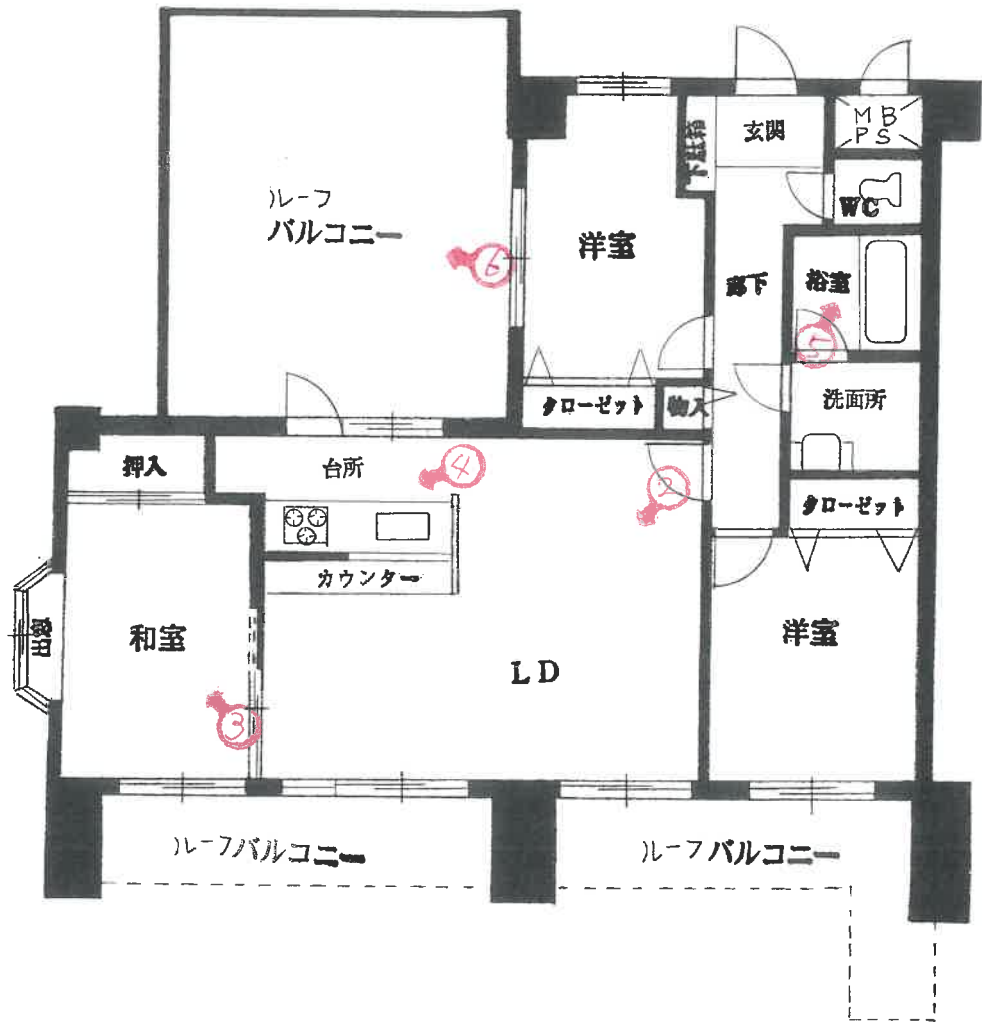 玄関
MB
PS
下駄箱
ルーフ
バルコニー
洋室
WC
⑥
廊下
浴室
⑤
クローゼット
物入
洗面所
押入
台所
④
②
クローゼット
カウンター
出窓
和室
LD
洋室
③
ルーフバルコニー
ルーフバルコニー